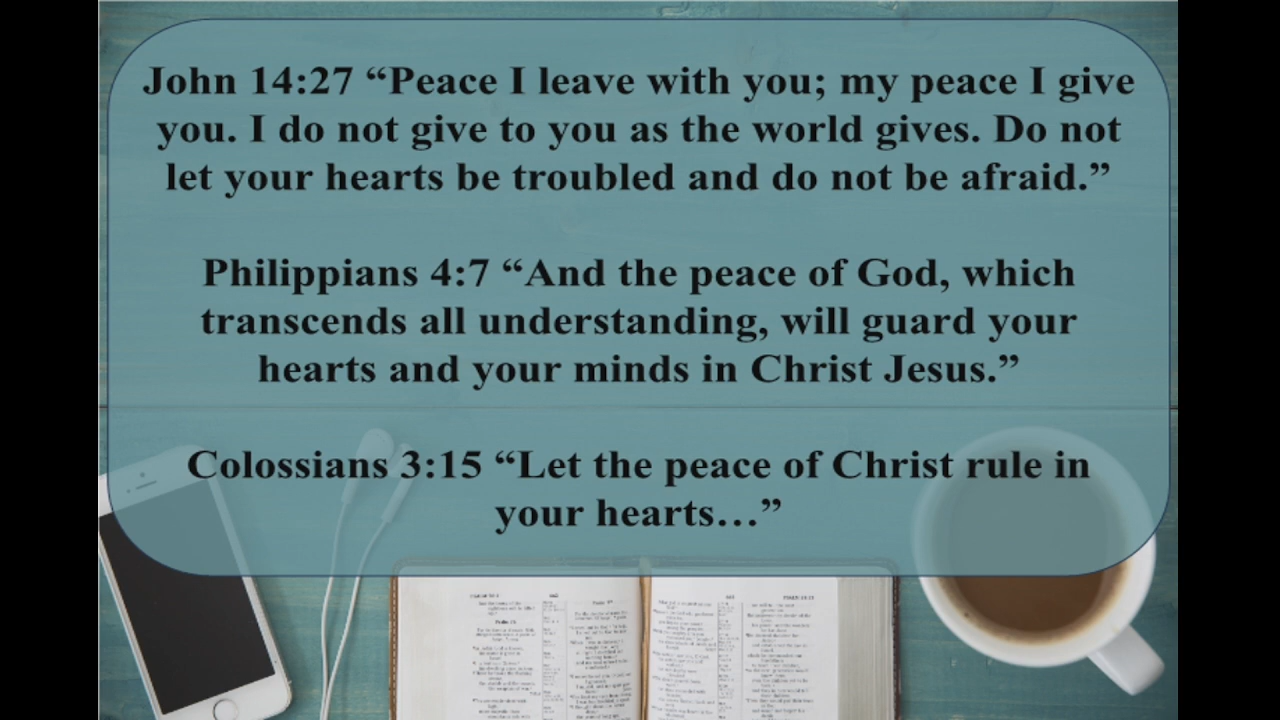 John 14:27 “Peace I leave with you; my peace I give
you. I do not give to you as the world gives. Do not
let your hearts be troubled and do not be afraid.”
Philippians 4:7 “And the peace of God, which
transcends all understanding, will guard your
hearts and your minds in Christ Jesus.”
Colossians 3:15 “Let the peace of Christ rule in
your hearts…”